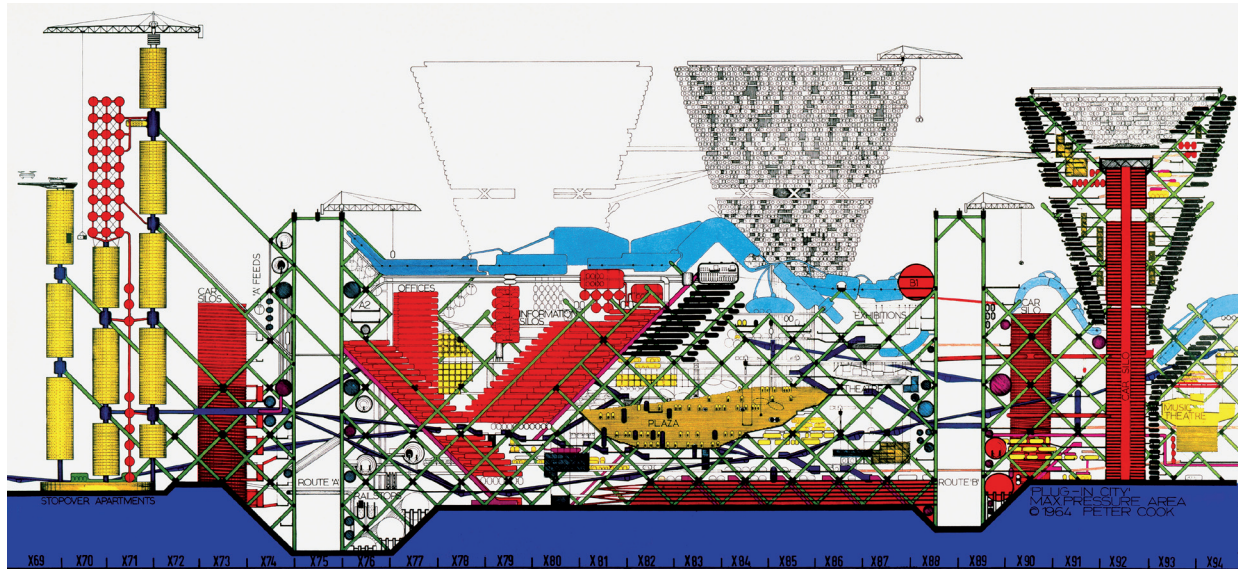 'A' FEEDS
CAR
SILOS
A2
OFFICES
INFORMATION
SILOS
B1
'EXHIBITIONS
CAR
SILO
THEATRE
CAR SILO
PLAZA
MUSIC
THEATRE
ROUTE 'A'
RAIL STOPS
ROUTE 'B'
STOPOVER APARTMENTS
'PLUG-IN CITY'
MAX PRESSURE AREA
© 1964 PETER COOK
X69 X70 X71 X72 X73 X74 X75 X76 X77 X78 X79 X80 X81 X82 X83 X84 X85 X86 X87 X88 X89 X90 X91 X92 X93 X94